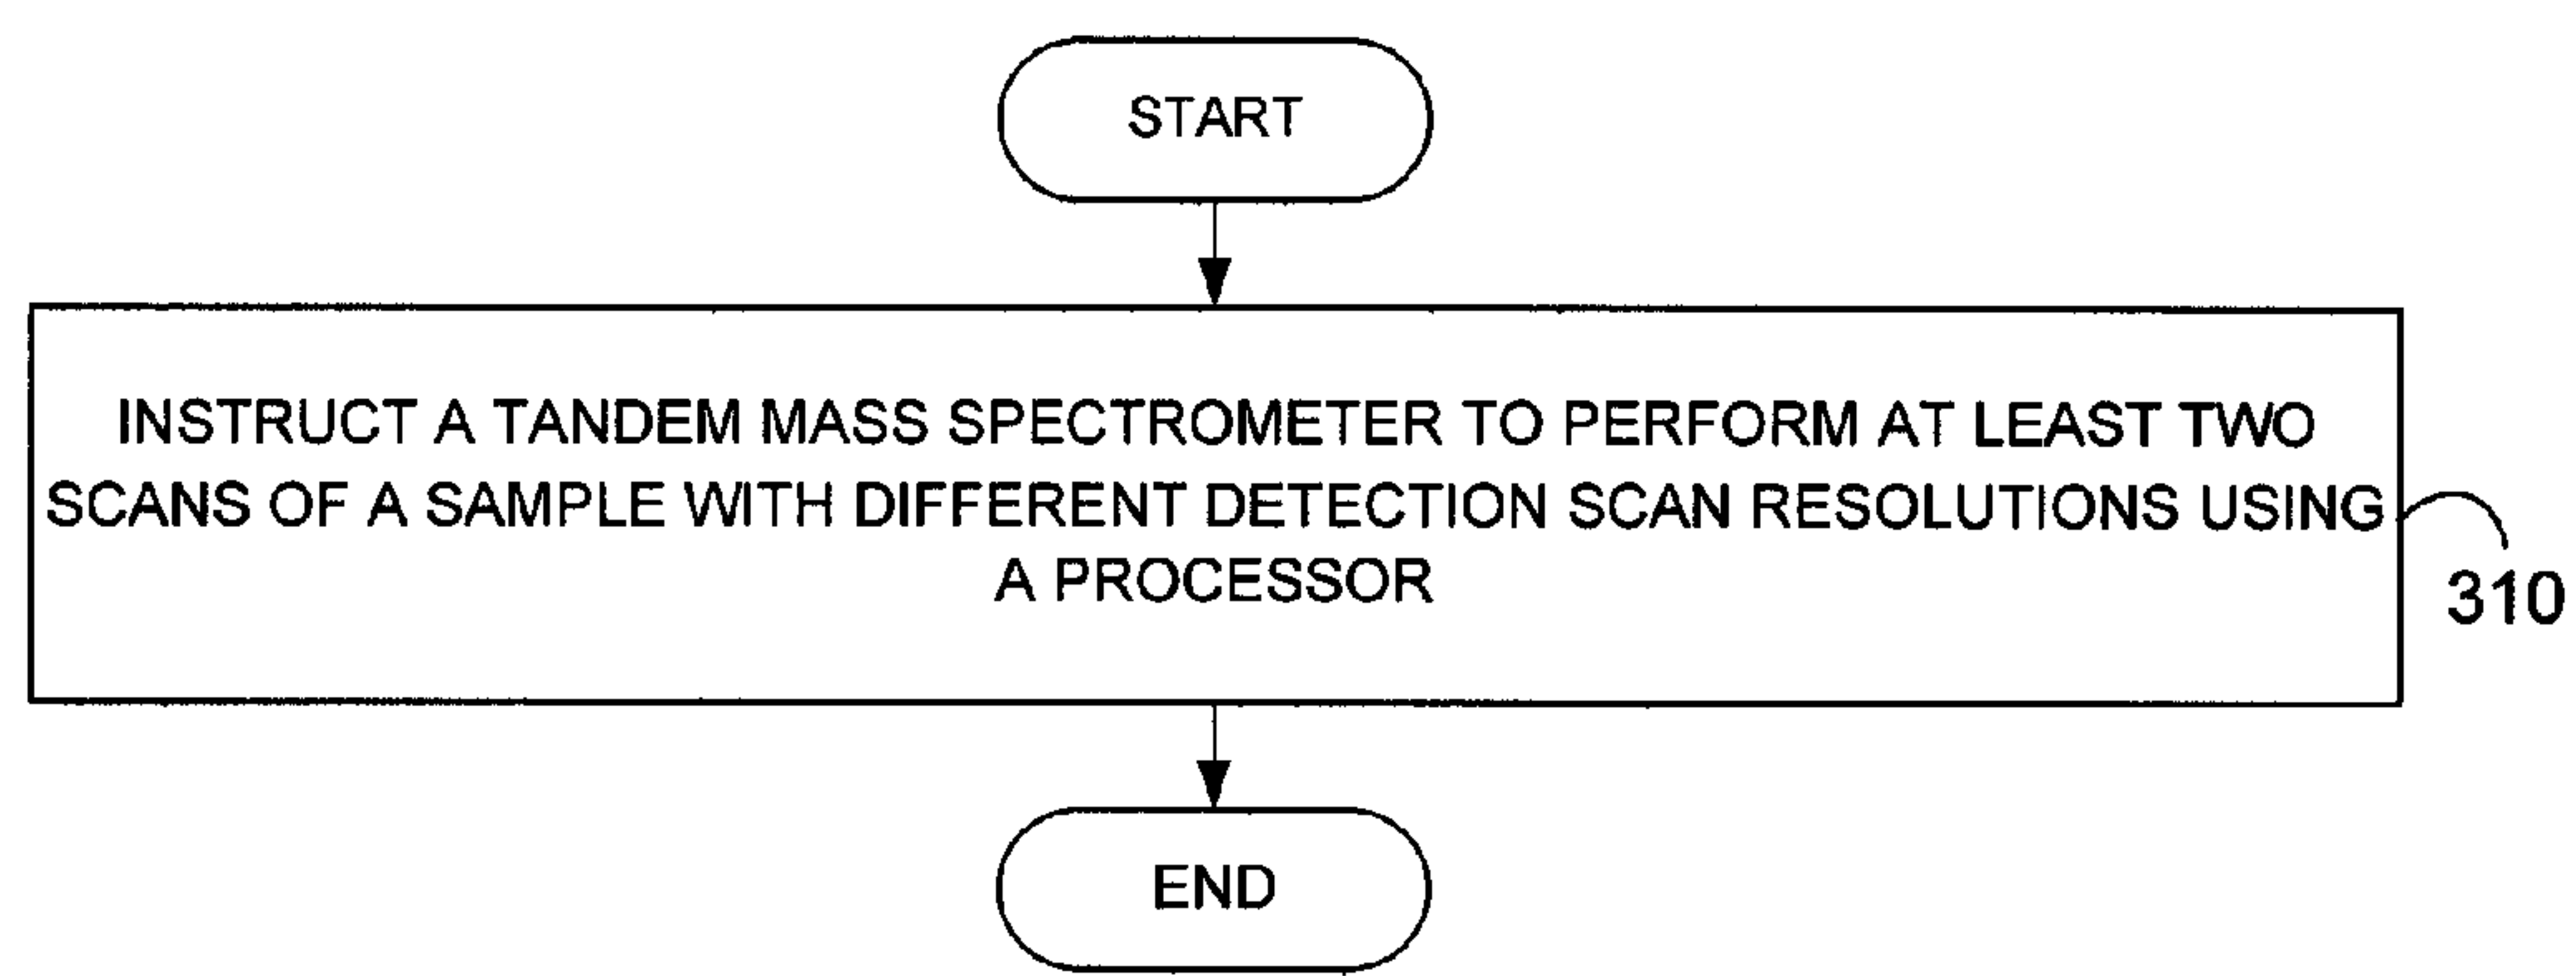 START
INSTRUCT A TANDEM MASS SPECTROMETER TO PERFORM AT LEAST TWO
SCANS OF A SAMPLE WITH DIFFERENT DETECTION SCAN RESOLUTIONS USING
A PROCESSOR
310
END